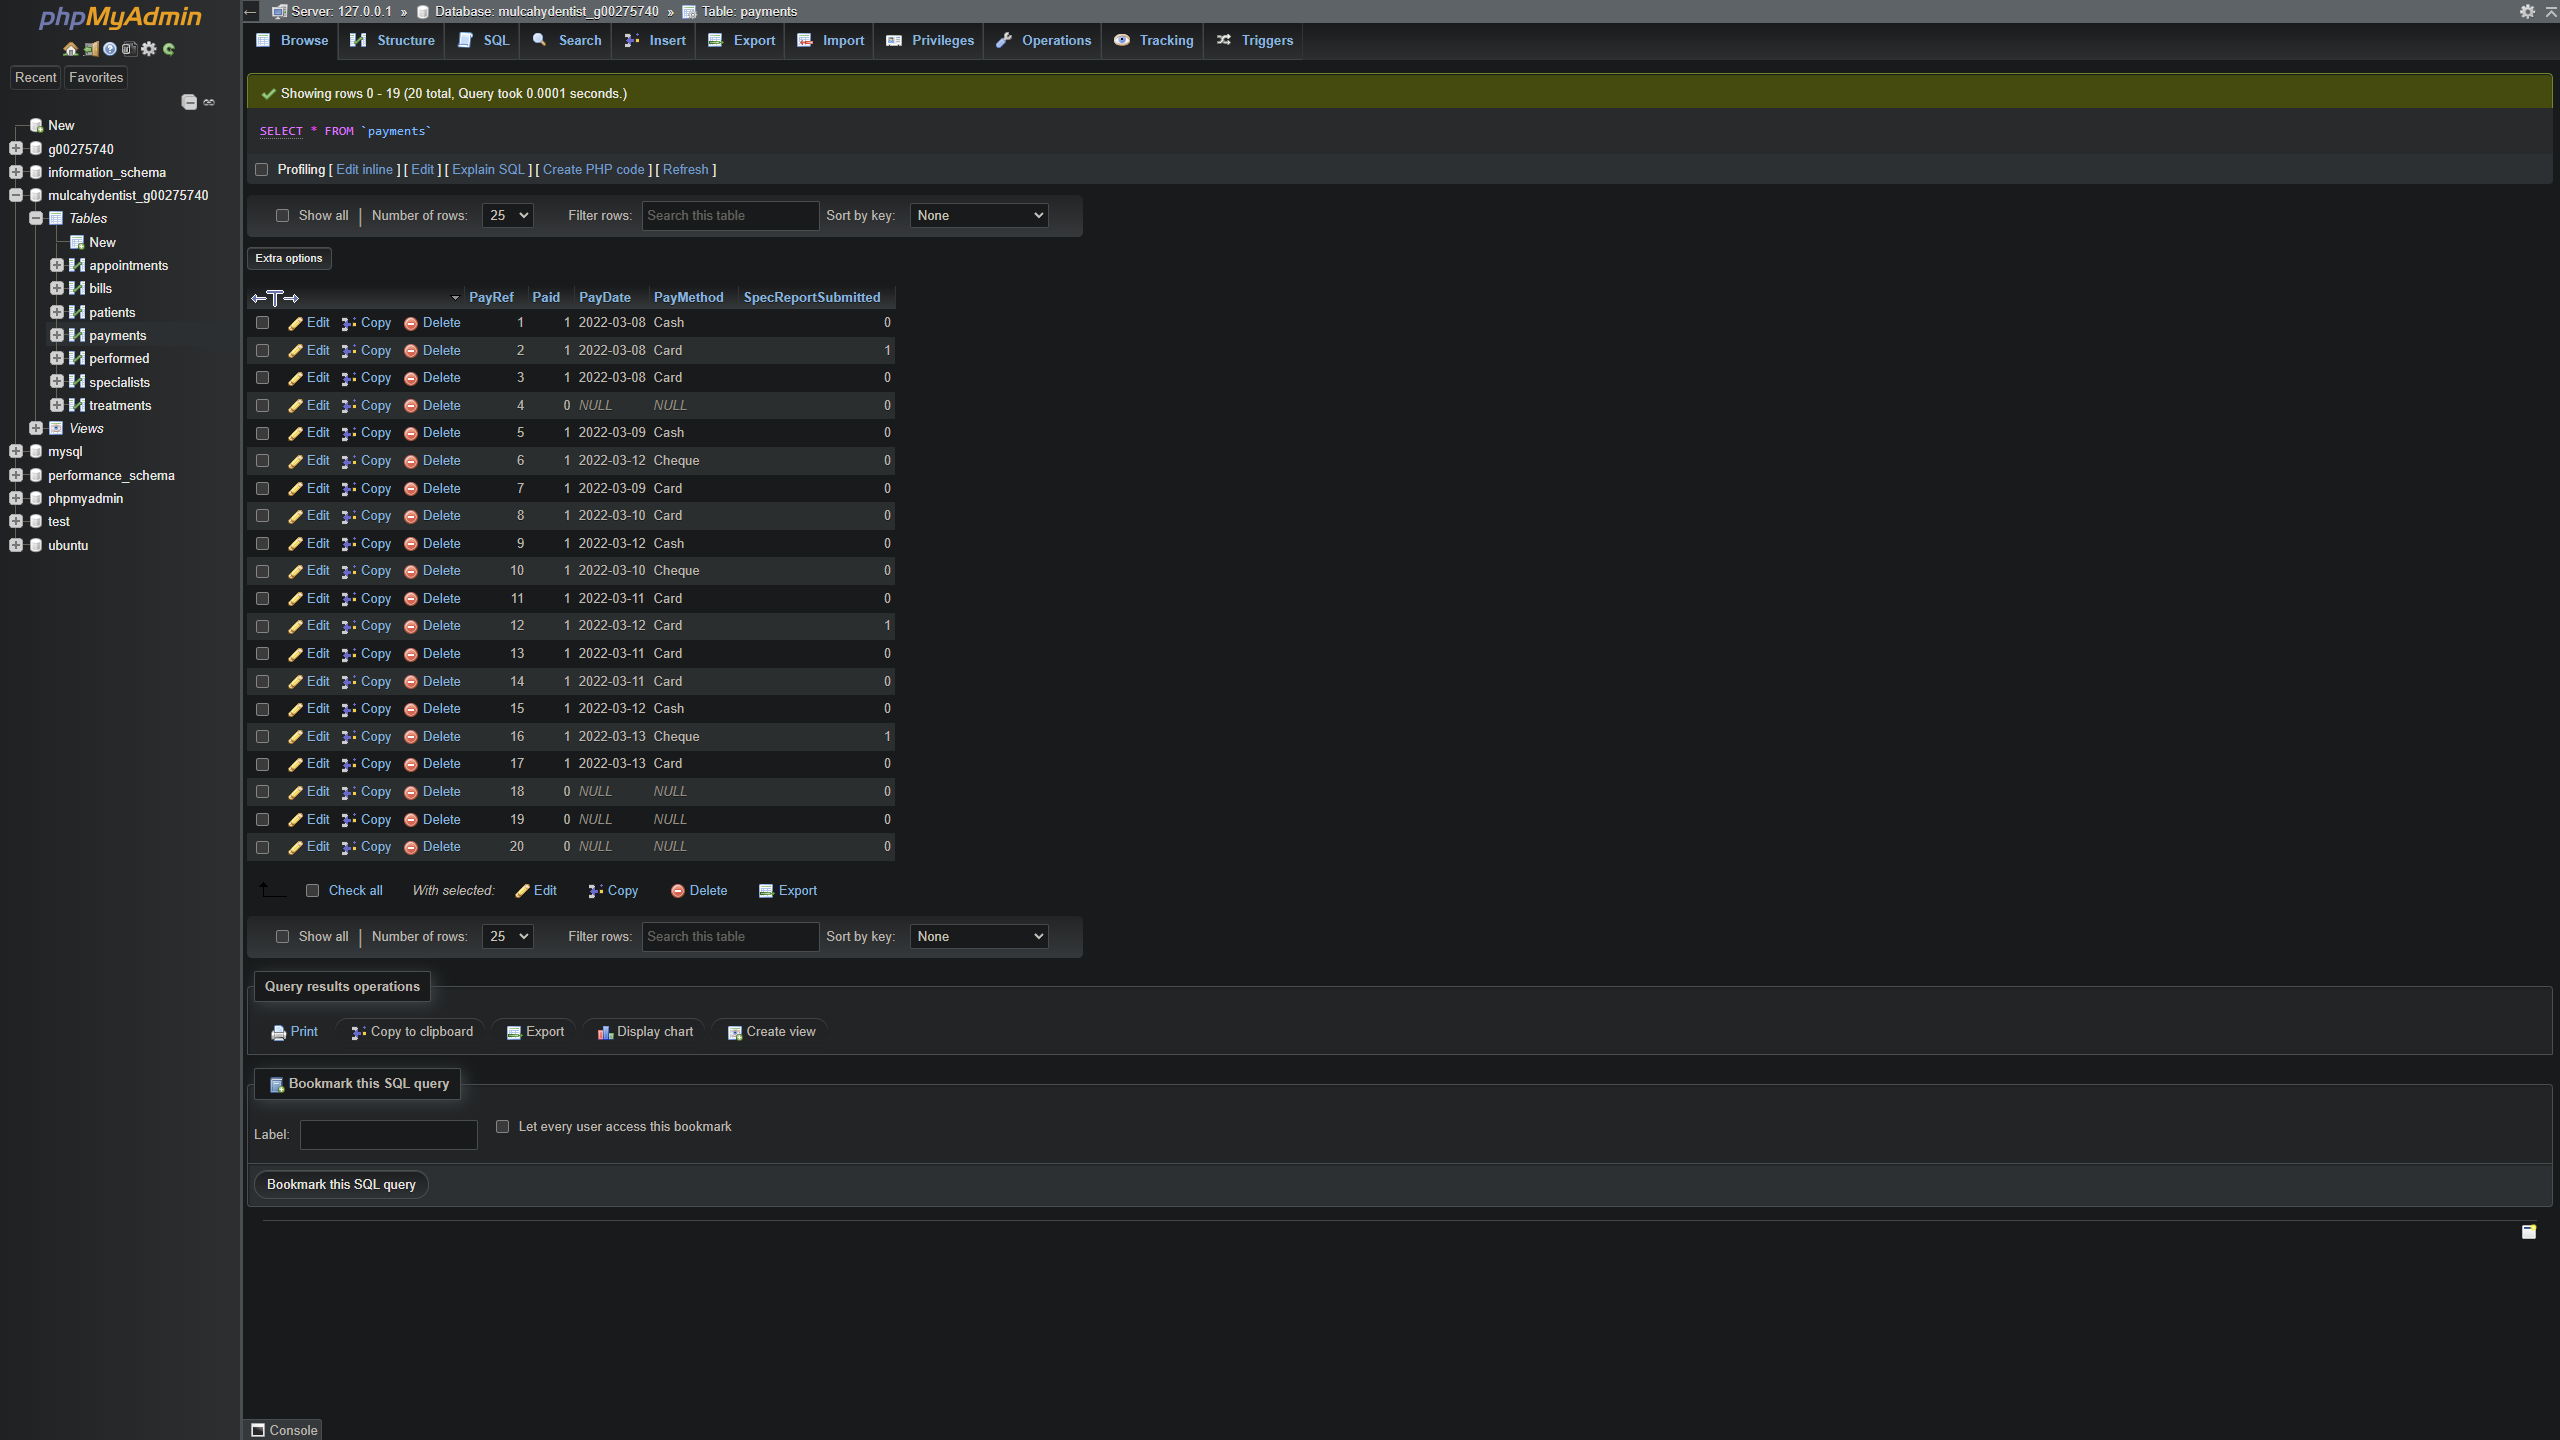 phpMyAdmin
Recent Favorites
New
g00275740
information_schema
mulcahydentist_g00275740
Tables
New
appointments
bills
patients
payments
performed
specialists
treatments
Views
mysql
performance_schema
phpmyadmin
test
ubuntu
Server: 127.0.0.1 » Database: mulcahydentist_g00275740 » Table: payments
Browse Structure SQL Search Insert Export Import Privileges Operations Tracking Triggers
Showing rows 0 - 19 (20 total, Query took 0.0001 seconds.)
SELECT * FROM `payments`
Profiling [ Edit inline ] [ Edit ] [ Explain SQL ] [ Create PHP code ] [ Refresh ]
Show all | Number of rows: 25 Filter rows: Search this table Sort by key: None
Extra options
←T→ PayRef Paid PayDate PayMethod SpecReportSubmitted
Edit Copy Delete 1 1 2022-03-08 Cash 0
Edit Copy Delete 2 1 2022-03-08 Card 1
Edit Copy Delete 3 1 2022-03-08 Card 0
Edit Copy Delete 4 0 NULL NULL 0
Edit Copy Delete 5 1 2022-03-09 Cash 0
Edit Copy Delete 6 1 2022-03-12 Cheque 0
Edit Copy Delete 7 1 2022-03-09 Card 0
Edit Copy Delete 8 1 2022-03-10 Card 0
Edit Copy Delete 9 1 2022-03-12 Cash 0
Edit Copy Delete 10 1 2022-03-10 Cheque 0
Edit Copy Delete 11 1 2022-03-11 Card 0
Edit Copy Delete 12 1 2022-03-12 Card 1
Edit Copy Delete 13 1 2022-03-11 Card 0
Edit Copy Delete 14 1 2022-03-11 Card 0
Edit Copy Delete 15 1 2022-03-12 Cash 0
Edit Copy Delete 16 1 2022-03-13 Cheque 1
Edit Copy Delete 17 1 2022-03-13 Card 0
Edit Copy Delete 18 0 NULL NULL 0
Edit Copy Delete 19 0 NULL NULL 0
Edit Copy Delete 20 0 NULL NULL 0
Check all With selected: Edit Copy Delete Export
Show all | Number of rows: 25 Filter rows: Search this table Sort by key: None
Query results operations
Print Copy to clipboard Export Display chart Create view
Bookmark this SQL query
Label: Let every user access this bookmark
Bookmark this SQL query
Console